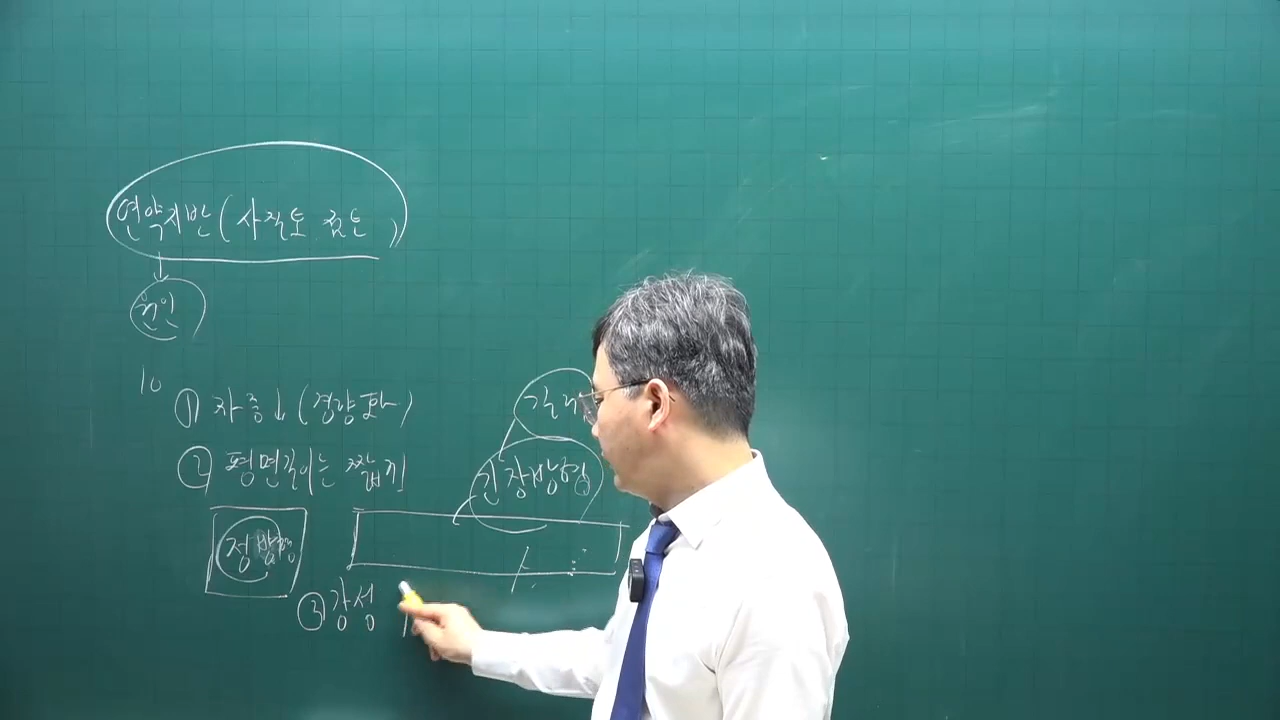 연약지반(사질토 점토 )
원인
10
① 자중↓(경량화)
② 평면길이는 짧게
긴 장방형
정방형
③ 강성